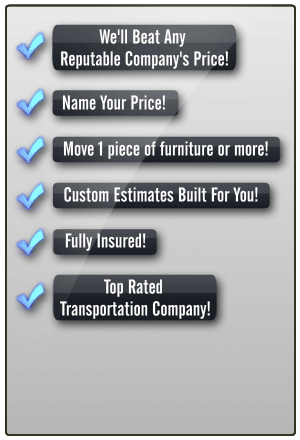 We'll Beat Any
Reputable Company's Price!
Name Your Price!
Move 1 piece of furniture or more!
Custom Estimates Built For You!
Fully Insured!
Top Rated
Transportation Company!